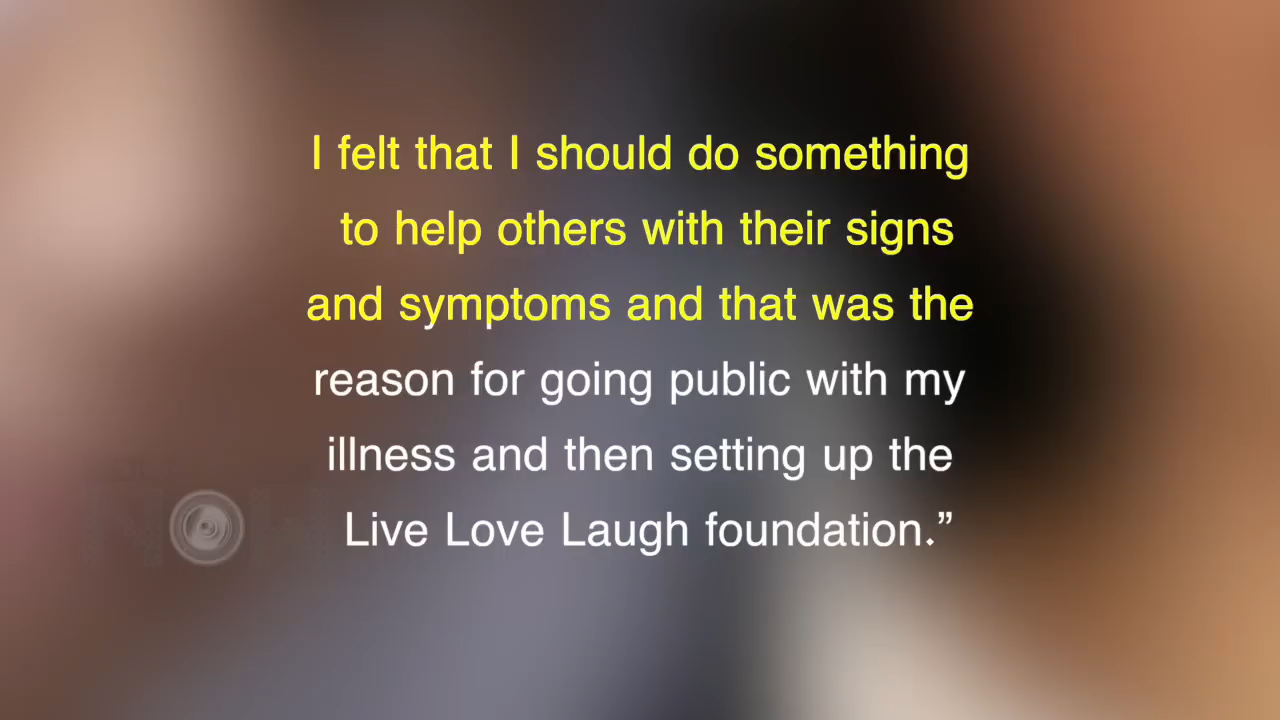 I felt that I should do something
to help others with their signs
and symptoms and that was the
reason for going public with my
illness and then setting up the
Live Love Laugh foundation.”